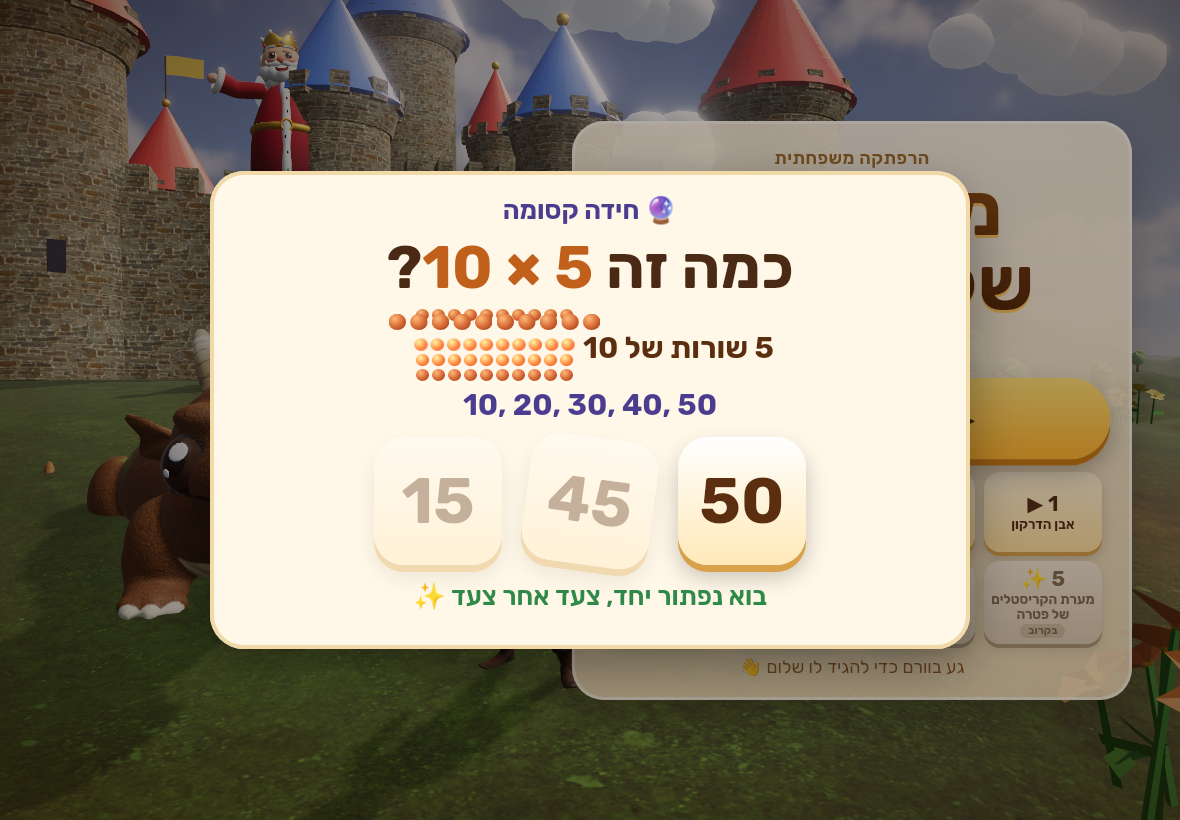 הרפתקה משפחתית
🔮 חידה קסומה
כמה זה 5 × 10?
5 שורות של 10
10, 20, 30, 40, 50
50
45
15
בוא נפתור יחד, צעד אחר צעד ✨
1 ▶
אבן הדרקון
5 ✨
מערת הקריסטלים
של פטרה
בקרוב
גע בוורם כדי להגיד לו שלום 👋